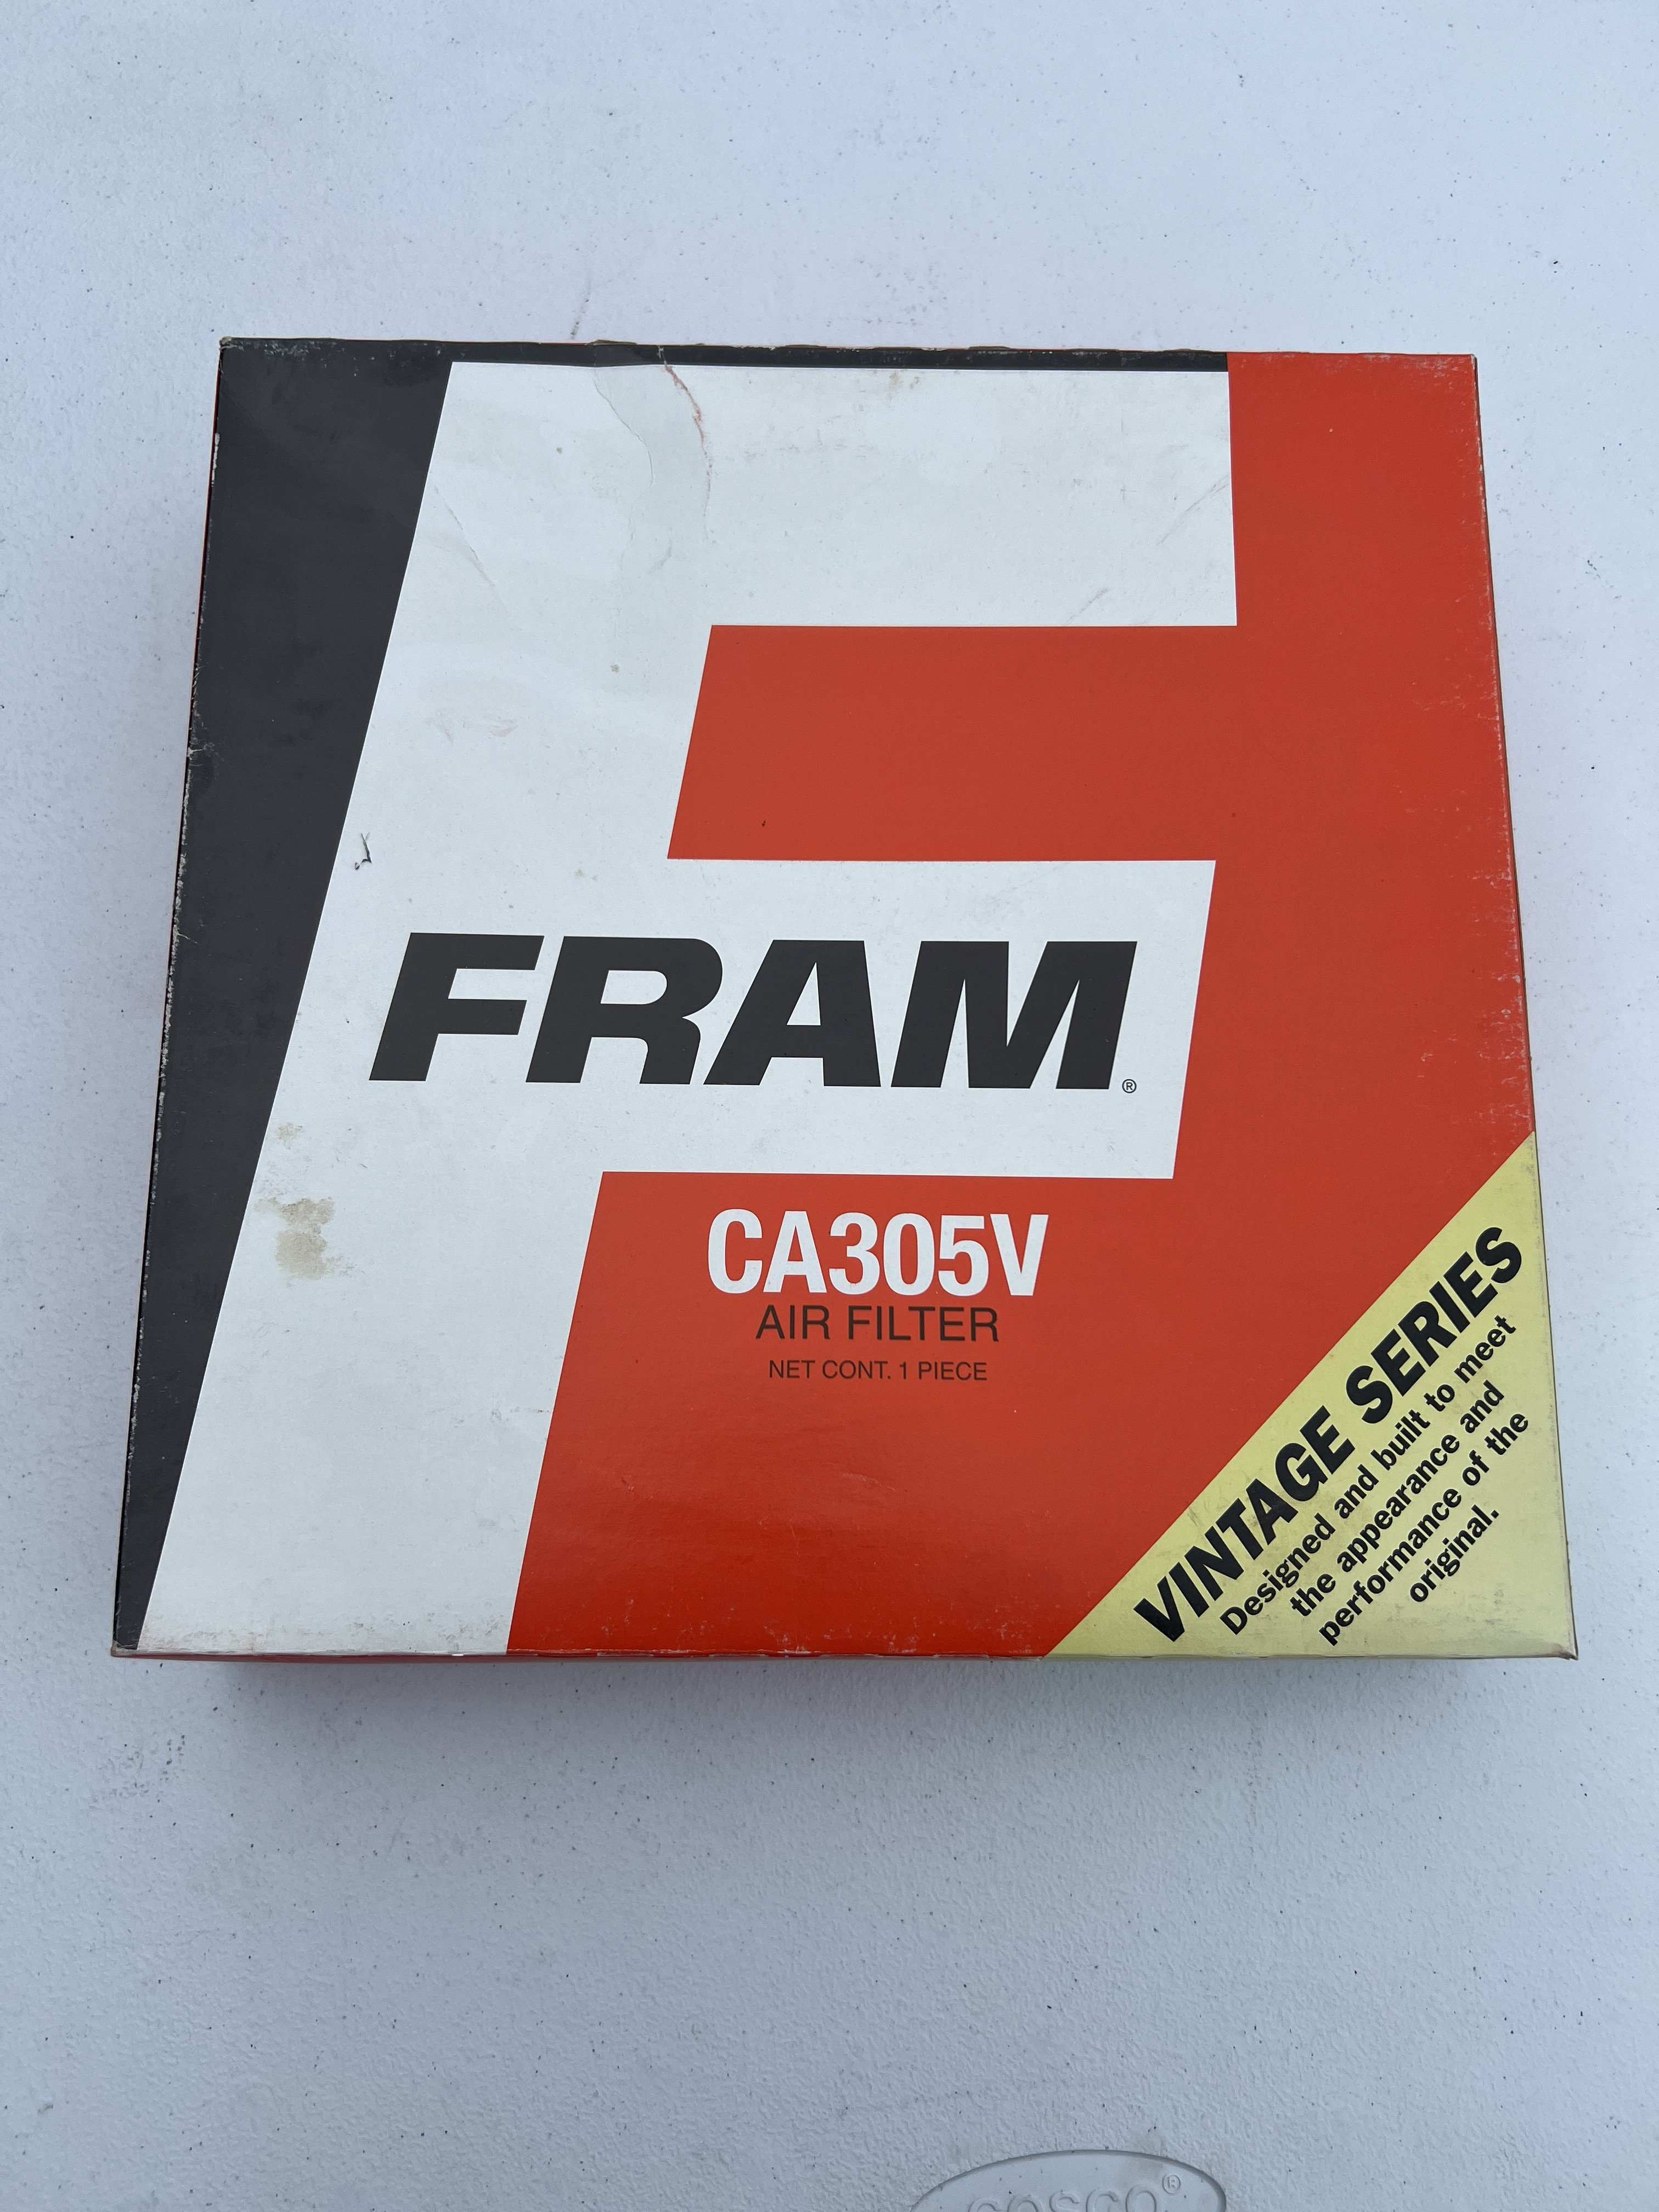 FRAM®
CA305V
AIR FILTER
NET CONT. 1 PIECE
VINTAGE SERIES
Designed and built to meet
the appearance and
performance of the
original.
cosco®